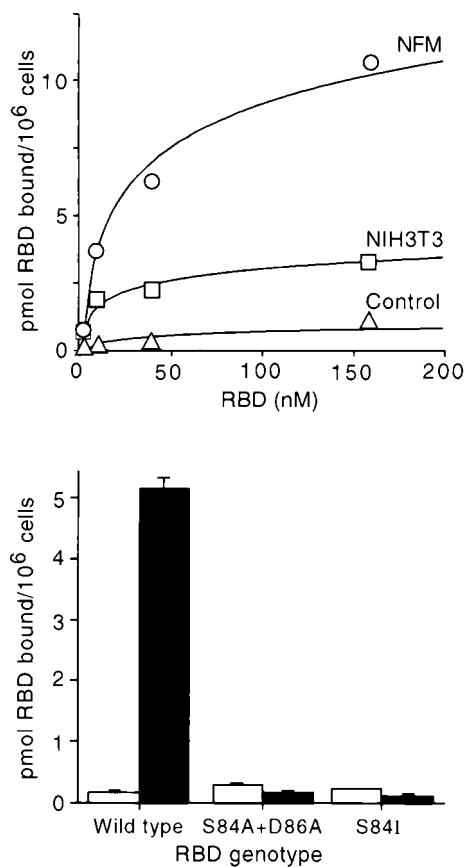 NFM
10
5
0
NIH3T3
Control
pmol RBD bound/10⁶ cells
0 50 100 150 200
RBD (nM)
5
4
3
2
1
0
pmol RBD bound/10⁶ cells
Wild type S84A+D86A S84I
RBD genotype